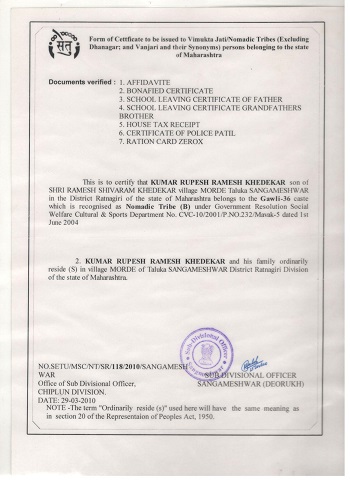 सेतु
Form of Cettficate to be issued to Vimukta Jati/Nomadic Tribes (Excluding
Dhanagar; and Vanjari and their Synonyms) persons belonging to the state
of Maharashtra
Documents verified : 1. AFFIDAVITE
2. BONAFIED CERTIFICATE
3. SCHOOL LEAVING CERTIFICATE OF FATHER
4. SCHOOL LEAVING CERTIFICATE GRANDFATHERS
BROTHER
5. HOUSE TAX RECEIPT
6. CERTIFICATE OF POLICE PATIL
7. RATION CARD ZEROX
This is to certify that KUMAR RUPESH RAMESH KHEDEKAR son of
SHRI RAMESH SHIVARAM KHEDEKAR village MORDE Taluka SANGAMESHWAR
in the District Ratnagiri of the state of Maharashtra belongs to the Gawli-36 caste
which is recognised as Nomadic Tribe (B) under Government Resolution Social
Welfare Cultural & Sports Department No. CVC-10/2001/P.NO.232/Mavak-5 dated 1st
June 2004
2. KUMAR RUPESH RAMESH KHEDEKAR and his family ordinarily
reside (S) in village MORDE of Taluka SANGAMESHWAR District Ratnagiri Division
of the state of Maharashtra.
Sub Divisional Officer
NO.SETU/MSC/NT/SR/118/2010/SANGAMESH
WAR
SUB DIVISIONAL OFFICER
Office of Sub Divisional Officer,
SANGAMESHWAR (DEORUKH)
CHIPLUN DIVISION.
DATE: 29-03-2010
NOTE -The term "Ordinarily reside (s)" used here will have the same meaning as
in section 20 of the Representaion of Peoples Act, 1950.